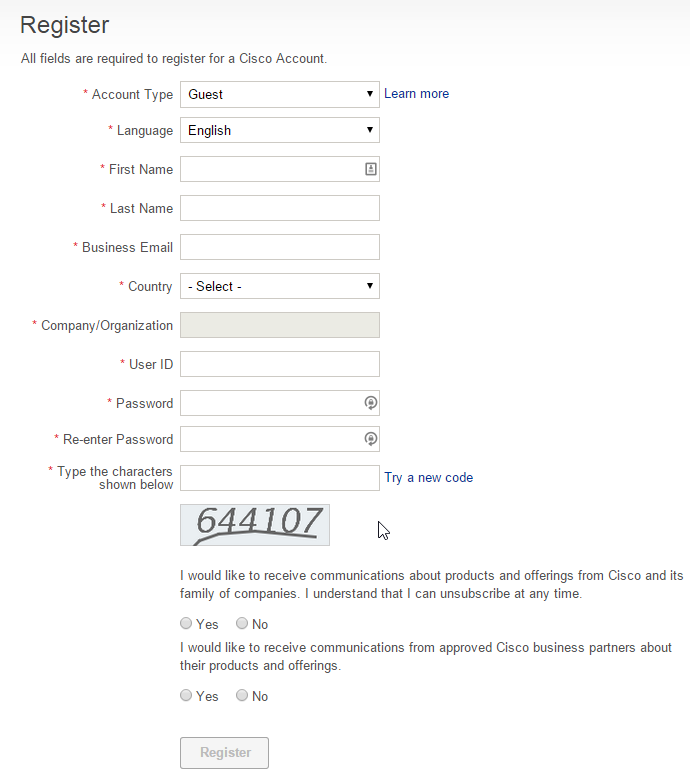 Register
All fields are required to register for a Cisco Account.
* Account Type Guest Learn more
* Language English
* First Name
* Last Name
* Business Email
* Country - Select -
* Company/Organization
* User ID
* Password
* Re-enter Password
* Type the characters
shown below Try a new code
644107
I would like to receive communications about products and offerings from Cisco and its
family of companies. I understand that I can unsubscribe at any time.
Yes No
I would like to receive communications from approved Cisco business partners about
their products and offerings.
Yes No
Register